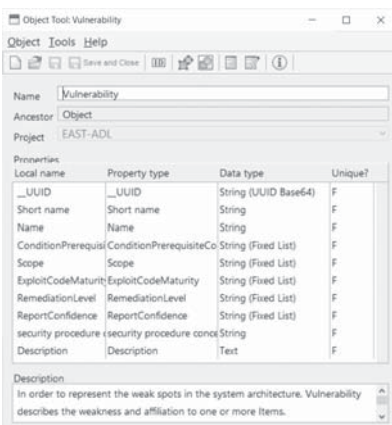 Object Tool: Vulnerability
Object Tools Help
Save and Close
Name Vulnerability
Ancestor Object
Project EAST-ADL
Properties
Local name Property type Data type Unique?
__UUID __UUID String (UUID Base64) F
Short name Short name String F
Name Name String F
ConditionPrerequisi ConditionPrerequisiteCo String (Fixed List) F
Scope Scope String (Fixed List) F
ExploitCodeMaturit ExploitCodeMaturity String (Fixed List) F
RemediationLevel RemediationLevel String (Fixed List) F
ReportConfidence ReportConfidence String (Fixed List) F
security procedure c security procedure conce String F
Description Description Text F
Description
In order to represent the weak spots in the system architecture. Vulnerability
describes the weakness and affiliation to one or more Items.